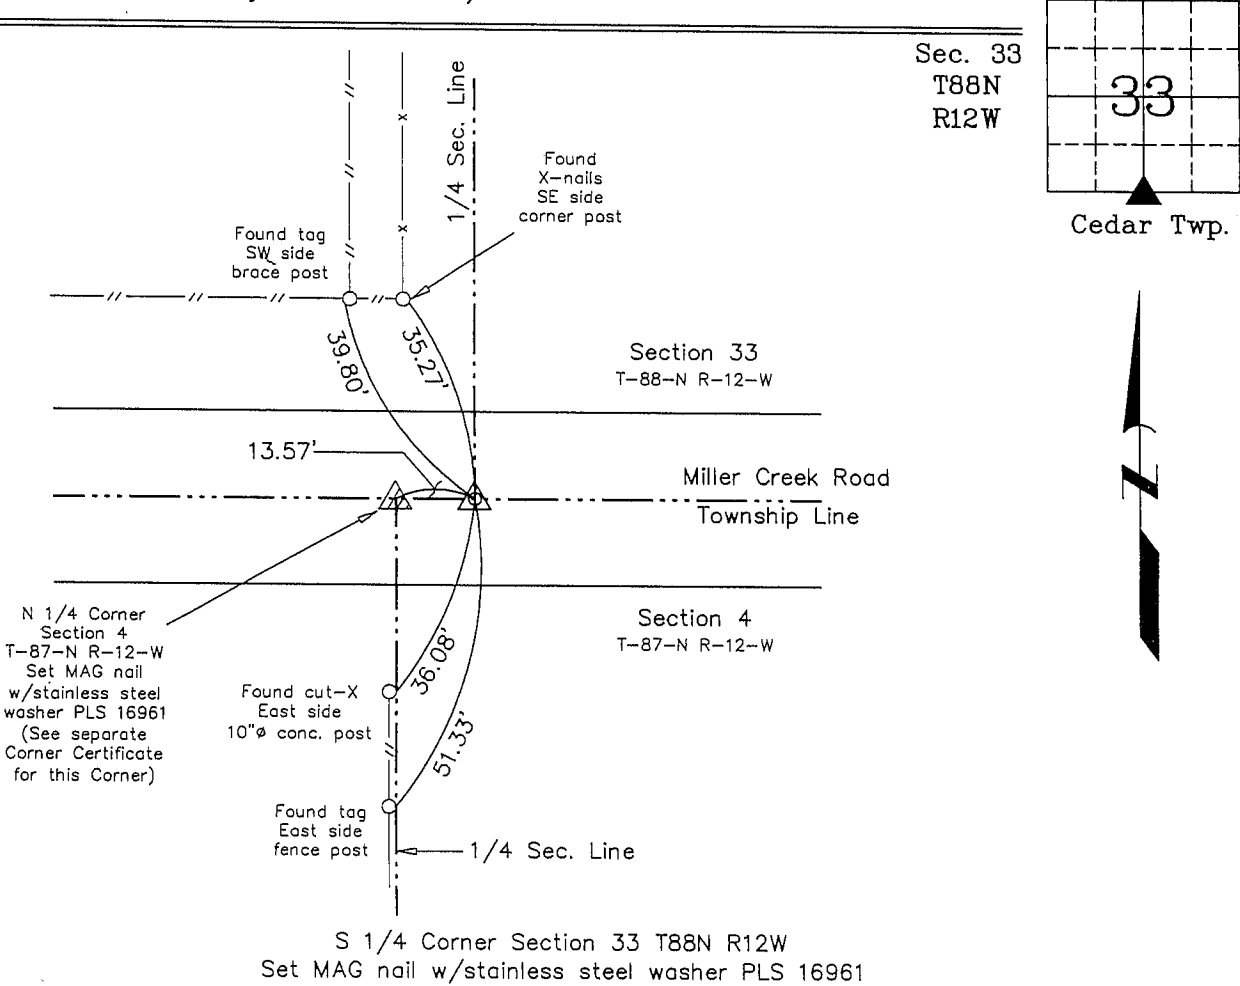 Sec. 33
T88N
R12W
33
Cedar Twp.
1/4 Sec. Line
Found
X-nails
SE side
corner post
Found tag
SW side
brace post
39.80'
35.27'
Section 33
T-88-N R-12-W
13.57'
Miller Creek Road
Township Line
N 1/4 Corner
Section 4
T-87-N R-12-W
Set MAG nail
w/stainless steel
washer PLS 16961
(See separate
Corner Certificate
for this Corner)
Section 4
T-87-N R-12-W
36.08'
Found cut-X
East side
10"ø conc. post
51.33'
Found tag
East side
fence post
1/4 Sec. Line
S 1/4 Corner Section 33 T88N R12W
Set MAG nail w/stainless steel washer PLS 16961